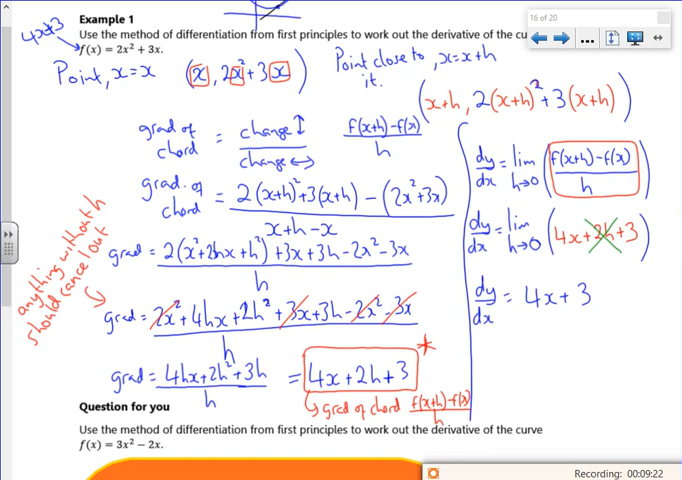 Example 1
Use the method of differentiation from first principles to work out the derivative of the cu
4x+3
f(x) = 2x² + 3x.
16 of 20
Point, x=x (x, 2x²+3x)
Point close to it. x=x+h
(x+h, 2(x+h)²+3(x+h))
grad of chord = change↕ / change↔ f(x+h)-f(x) / h
grad. of chord = 2(x+h)²+3(x+h) - (2x²+3x) / x+h-x
grad = 2(x²+2hx+h²)+3x+3h-2x²-3x / h
anything without h should cancel out
grad = 2x²+4hx+2h²+3x+3h-2x²-3x / h
grad = 4hx+2h²+3h / h = 4x+2h+3 *
grad of chord f(x+h)-f(x) / h
dy/dx = lim h→0 (f(x+h)-f(x) / h)
dy/dx = lim h→0 (4x+2h+3)
dy/dx = 4x+3
Question for you
Use the method of differentiation from first principles to work out the derivative of the curve
f(x) = 3x² − 2x.
Recording: 00:09:22